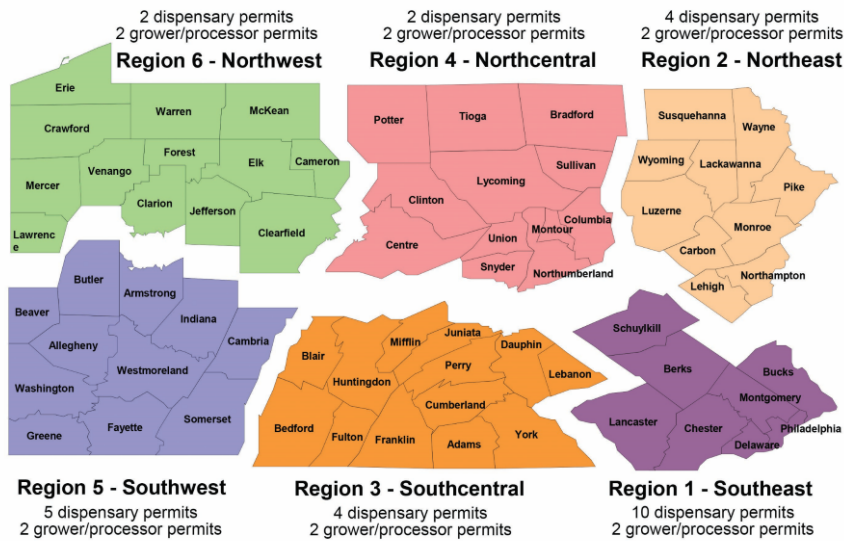 2 dispensary permits
2 grower/processor permits
Region 6 - Northwest
Erie
Warren
McKean
Crawford
Forest
Venango
Elk
Cameron
Mercer
Clarion
Jefferson
Lawrenc
e
Clearfield
2 dispensary permits
2 grower/processor permits
Region 4 - Northcentral
Potter
Tioga
Bradford
Sullivan
Lycoming
Clinton
Columbia
Montour
Centre
Union
Snyder
Northumberland
4 dispensary permits
2 grower/processor permits
Region 2 - Northeast
Susquehanna
Wayne
Wyoming
Lackawanna
Pike
Luzerne
Monroe
Carbon
Northampton
Lehigh
Butler
Armstrong
Beaver
Indiana
Allegheny
Cambria
Westmoreland
Washington
Somerset
Fayette
Greene
Region 5 - Southwest
5 dispensary permits
2 grower/processor permits
Juniata
Mifflin
Dauphin
Blair
Perry
Lebanon
Huntingdon
Cumberland
Bedford
Fulton
Franklin
Adams
York
Region 3 - Southcentral
4 dispensary permits
2 grower/processor permits
Schuylkill
Berks
Bucks
Montgomery
Lancaster
Chester
Philadelphia
Delaware
Region 1 - Southeast
10 dispensary permits
2 grower/processor permits